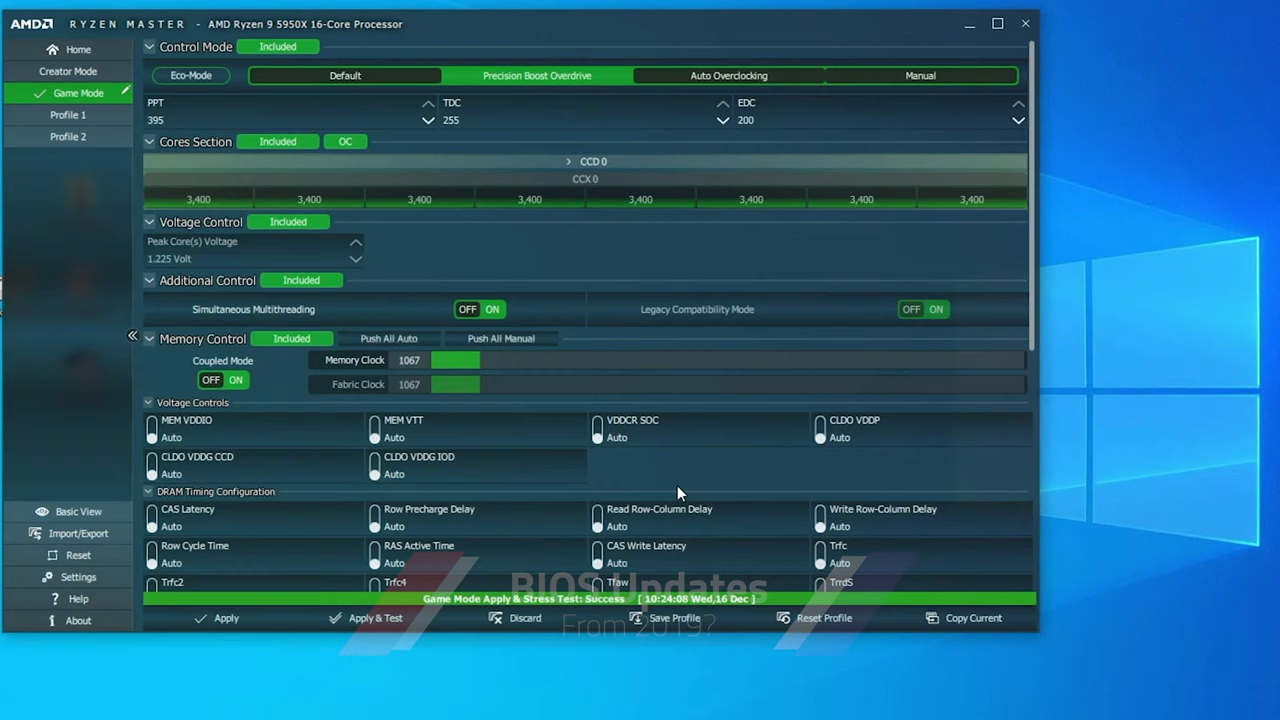 AMD RYZEN MASTER - AMD Ryzen 9 5950X 16-Core Processor
Home
Creator Mode
Game Mode
Profile 1
Profile 2
Basic View
Import/Export
Reset
Settings
Help
About
Control Mode Included
Eco-Mode Default Precision Boost Overdrive Auto Overclocking Manual
PPT TDC EDC
395 255 200
Cores Section Included OC
CCD 0
CCX 0
3,400 3,400 3,400 3,400 3,400 3,400 3,400 3,400
Voltage Control Included
Peak Core(s) Voltage
1.225 Volt
Additional Control Included
Simultaneous Multithreading OFF ON Legacy Compatibility Mode OFF ON
Memory Control Included Push All Auto Push All Manual
Coupled Mode Memory Clock 1067
OFF ON Fabric Clock 1067
Voltage Controls
MEM VDDIO MEM VTT VDDCR SOC CLDO VDDP
Auto Auto Auto Auto
CLDO VDDG CCD CLDO VDDG IOD
Auto Auto
DRAM Timing Configuration
CAS Latency Row Precharge Delay Read Row-Column Delay Write Row-Column Delay
Auto Auto Auto Auto
Row Cycle Time RAS Active Time CAS Write Latency Trfc
Auto Auto Auto Auto
Trfc2 Trfc4 Tfaw TrrdS
BIOS Updates
Game Mode Apply & Stress Test: Success [ 10:24:08 Wed,16 Dec ]
Apply Apply & Test Discard Save Profile Reset Profile Copy Current
From 2019?